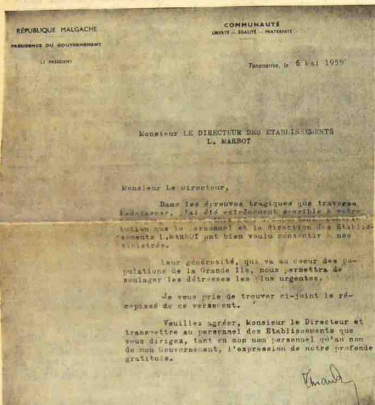 RÉPUBLIQUE MALGACHE
PRÉSIDENCE DU GOUVERNEMENT
LE PRÉSIDENT
COMMUNAUTÉ
LIBERTÉ — ÉGALITÉ — FRATERNITÉ
Tananarive, le 6 Mai 1959
Monsieur LE DIRECTEUR DES ETABLISSEMENTS
L. MARBOT
Monsieur Le Directeur,
Dans les épreuves tragiques que traverse
Madagascar, j'ai été extrêmement sensible à votre
bution que le personnel et la direction des Etablis-
sements L.MARBOT ont bien voulu consentir à nos
sinistrés.
Leur générosité, qui va au coeur des po-
pulations de la Grande Ile, nous permettra de
soulager les détresses les plus urgentes.
Je vous prie de trouver ci-joint le ré-
cépissé de ce versement.
Veuillez agréer, Monsieur le Directeur et
transmettre au personnel des Etablissements que
vous dirigez, tant en mon nom personnel qu'au nom
de mon Gouvernement, l'expression de notre profonde
gratitude.